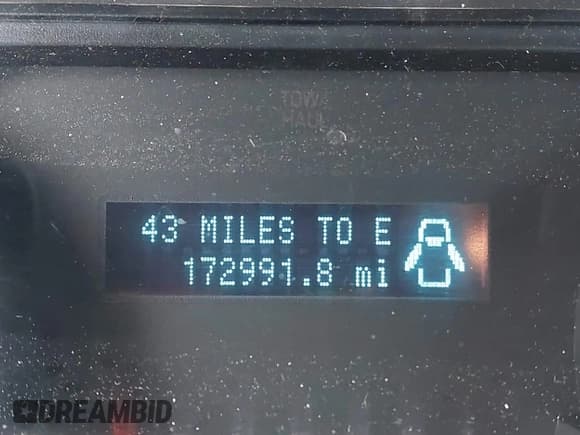 TOW/
HAUL
43 MILES TO E
172991.8 mi
DREAMBID